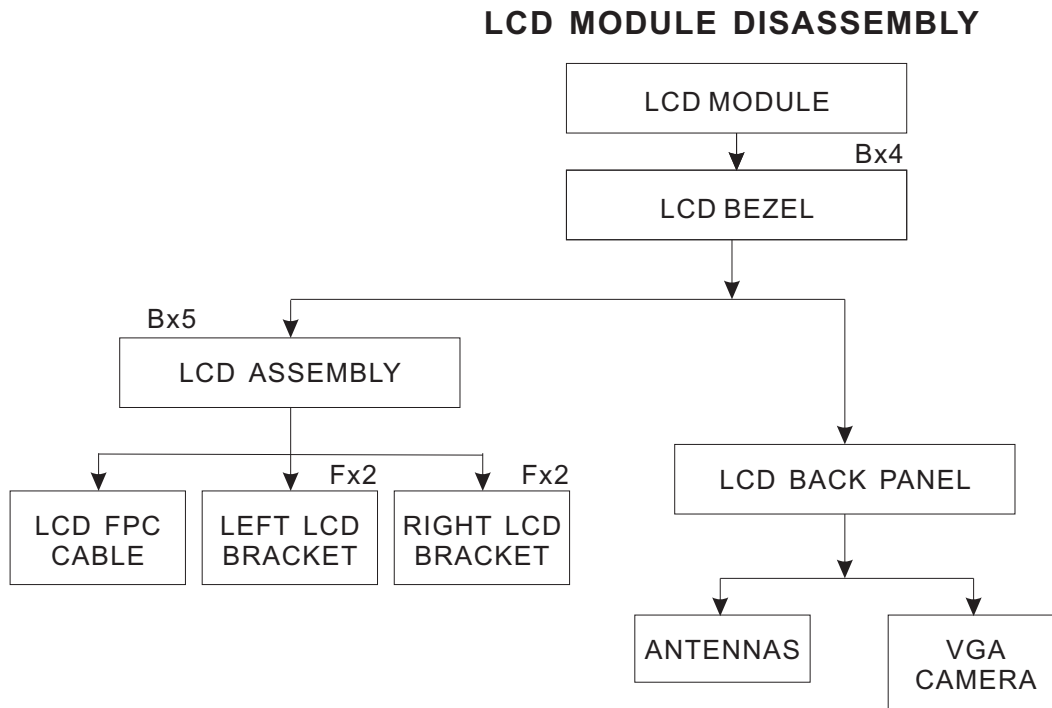 LCD MODULE DISASSEMBLY
LCD MODULE
Bx4
LCD BEZEL
Bx5
LCD ASSEMBLY
LCD BACK PANEL
Fx2
Fx2
LCD FPC
CABLE
LEFT LCD
BRACKET
RIGHT LCD
BRACKET
ANTENNAS
VGA
CAMERA